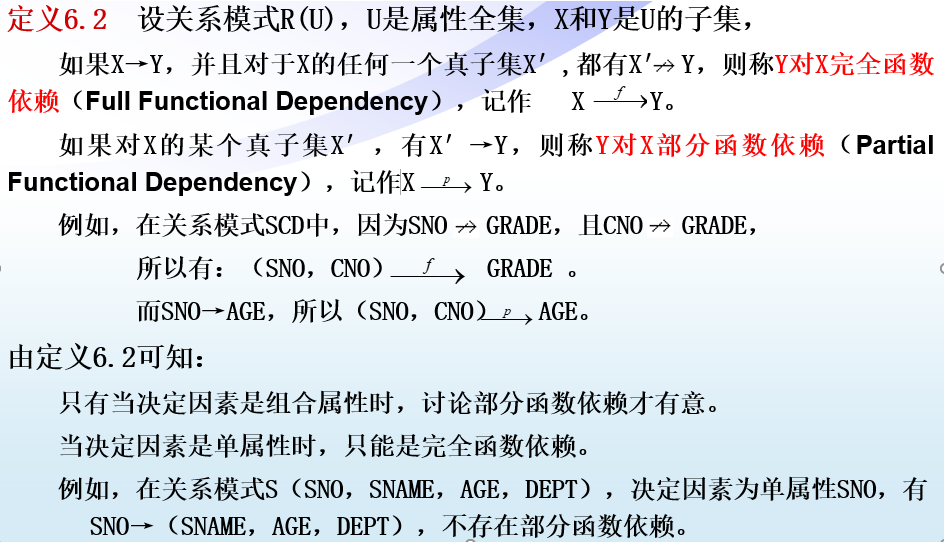 定义6.2 设关系模式R(U)，U是属性全集，X和Y是U的子集，
如果X→Y，并且对于X的任何一个真子集X′，都有X′↛Y，则称Y对X完全函数
依赖（Full Functional Dependency），记作 X —f→Y。
如果对X的某个真子集X′，有X′→Y，则称Y对X部分函数依赖（Partial
Functional Dependency），记作X —p→ Y。
例如，在关系模式SCD中，因为SNO ↛ GRADE，且CNO ↛ GRADE，
所以有：（SNO，CNO）—f→ GRADE 。
而SNO→AGE，所以（SNO，CNO）—p→ AGE。
由定义6.2可知：
只有当决定因素是组合属性时，讨论部分函数依赖才有意。
当决定因素是单属性时，只能是完全函数依赖。
例如，在关系模式S（SNO，SNAME，AGE，DEPT），决定因素为单属性SNO，有
SNO→（SNAME，AGE，DEPT），不存在部分函数依赖。